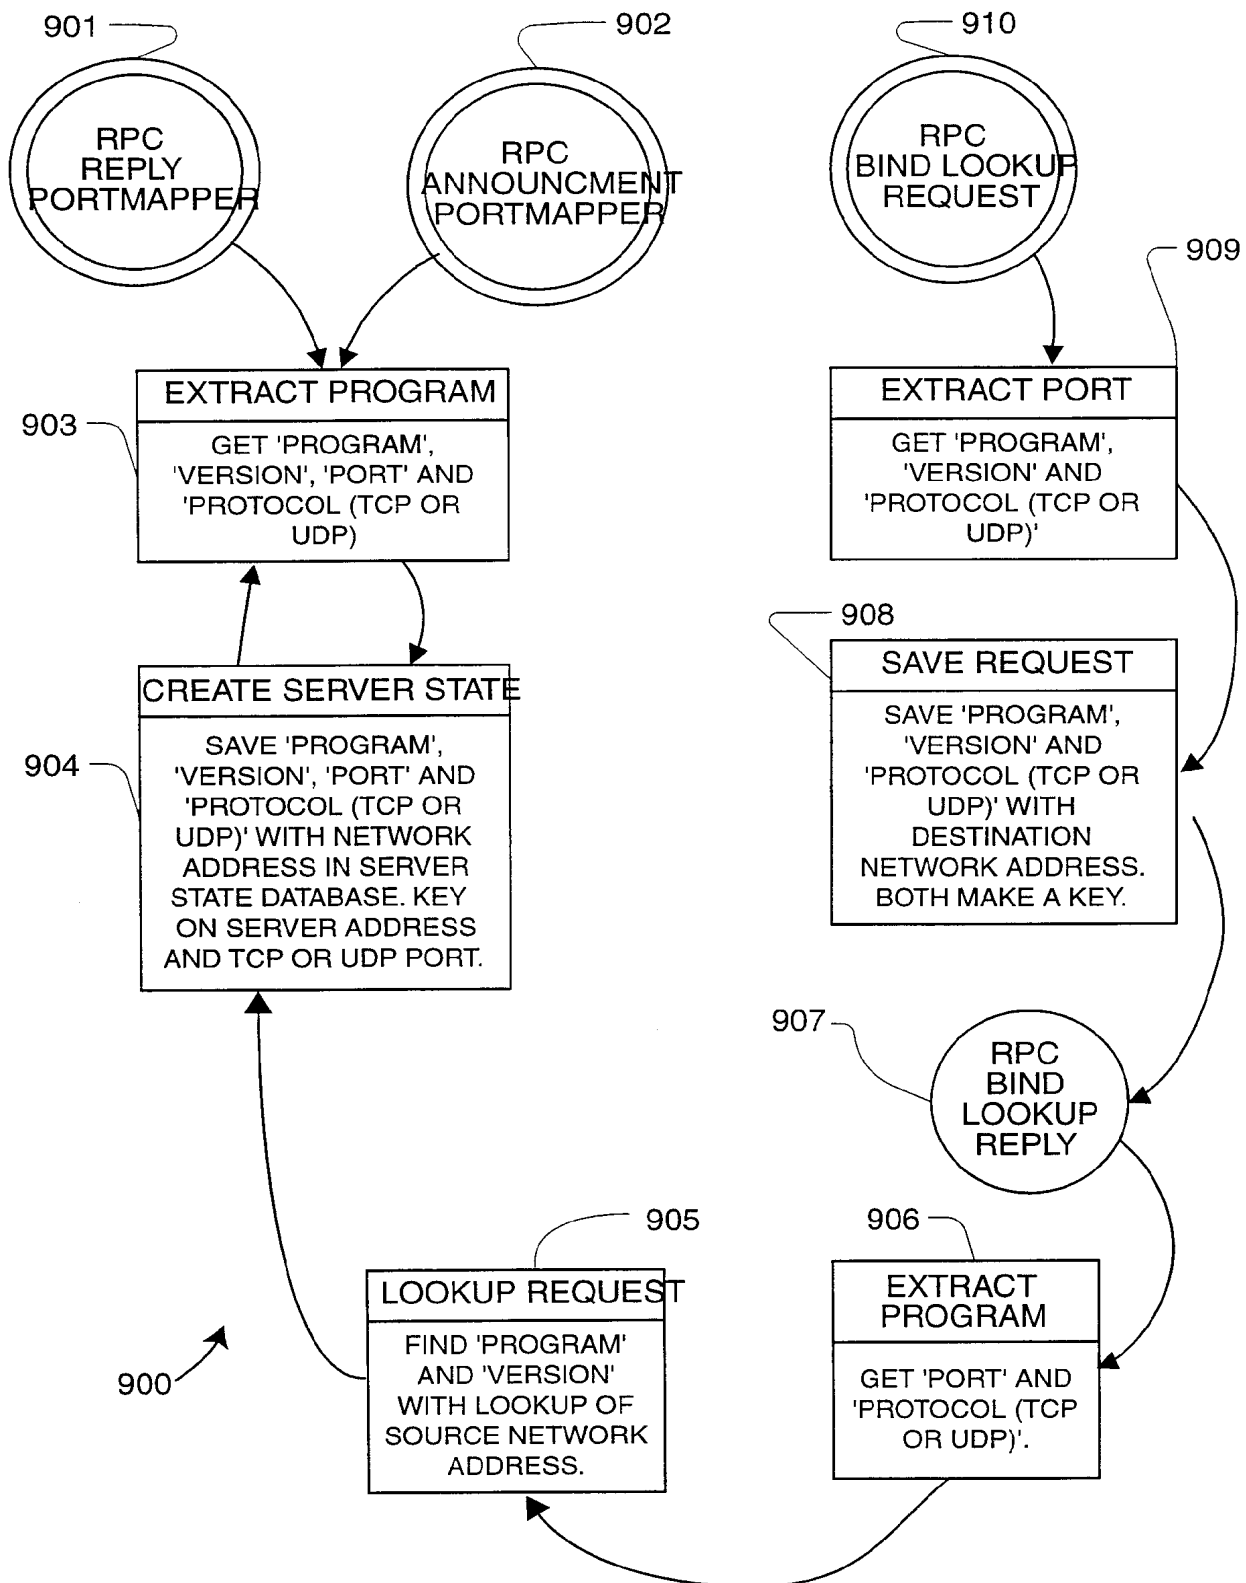 901
902
910
RPC
REPLY
PORTMAPPER
RPC
ANNOUNCMENT
PORTMAPPER
RPC
BIND LOOKUP
REQUEST
909
EXTRACT PROGRAM
903
GET 'PROGRAM',
'VERSION', 'PORT' AND
'PROTOCOL (TCP OR
UDP)
EXTRACT PORT
GET 'PROGRAM',
'VERSION' AND
'PROTOCOL (TCP OR
UDP)'
908
SAVE REQUEST
SAVE 'PROGRAM',
'VERSION' AND
'PROTOCOL (TCP OR
UDP)' WITH
DESTINATION
NETWORK ADDRESS.
BOTH MAKE A KEY.
CREATE SERVER STATE
904
SAVE 'PROGRAM',
'VERSION', 'PORT' AND
'PROTOCOL (TCP OR
UDP)' WITH NETWORK
ADDRESS IN SERVER
STATE DATABASE. KEY
ON SERVER ADDRESS
AND TCP OR UDP PORT.
907
RPC
BIND
LOOKUP
REPLY
905
906
LOOKUP REQUEST
FIND 'PROGRAM'
AND 'VERSION'
WITH LOOKUP OF
SOURCE NETWORK
ADDRESS.
EXTRACT
PROGRAM
GET 'PORT' AND
'PROTOCOL (TCP
OR UDP)'.
900